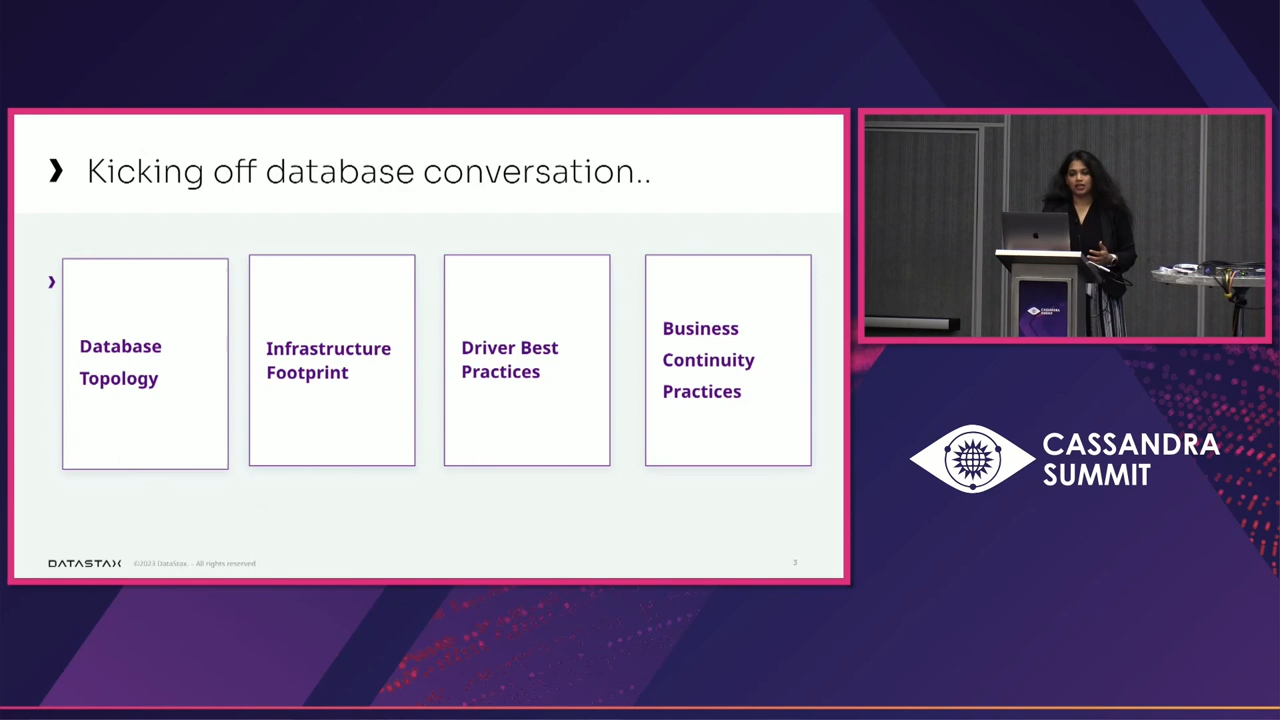 Kicking off database conversation..
Database
Topology
Infrastructure
Footprint
Driver Best
Practices
Business
Continuity
Practices
DATASTAX
©2023 DataStax. - All rights reserved
3
CASSANDRA
SUMMIT